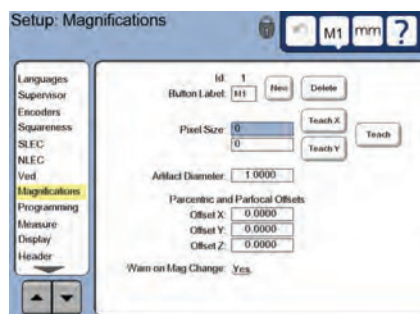 Setup: Magnifications
M1 mm ?
Languages
Supervisor
Encoders
Squareness
SLEC
NLEC
Ved
Magnifications
Programming
Measure
Display
Header
Id: 1
Button Label: M1 New Delete
Pixel Size: 0 Teach X
0 Teach Y
Teach
Artifact Diameter: 1.0000
Parcentric and Parfocal Offsets
Offset X: 0.0000
Offset Y: 0.0000
Offset Z: 0.0000
Warn on Mag Change: Yes